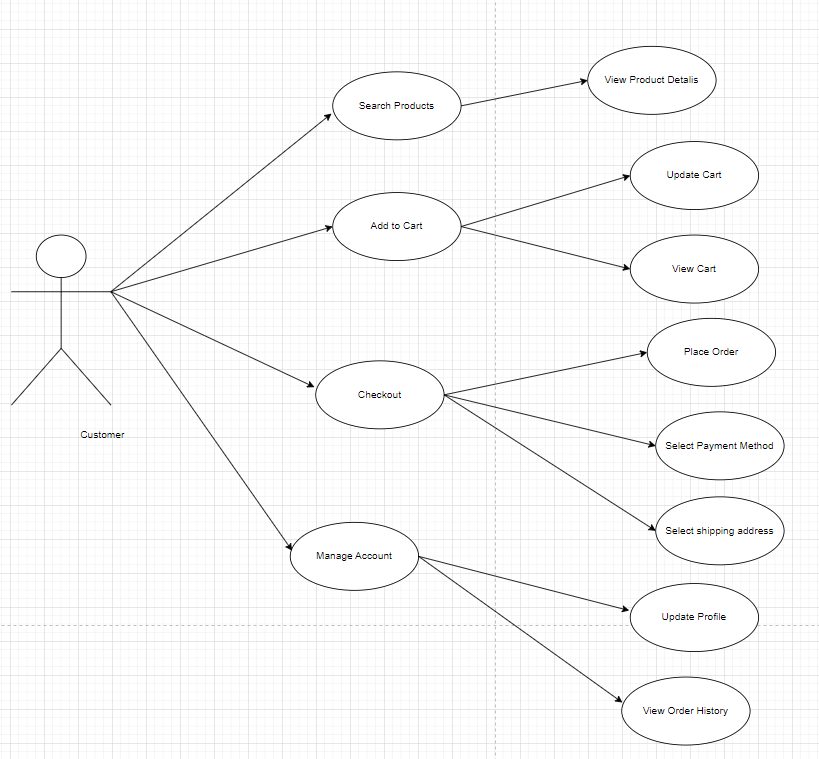 View Product Detalis
Search Products
Update Cart
Add to Cart
View Cart
Place Order
Checkout
Customer
Select Payment Method
Select shipping address
Manage Account
Update Profile
View Order History